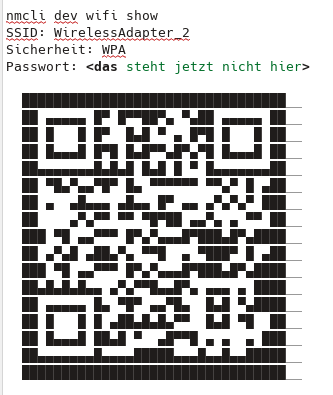 nmcli dev wifi show
SSID: WirelessAdapter_2
Sicherheit: WPA
Passwort: <das steht jetzt nicht hier>